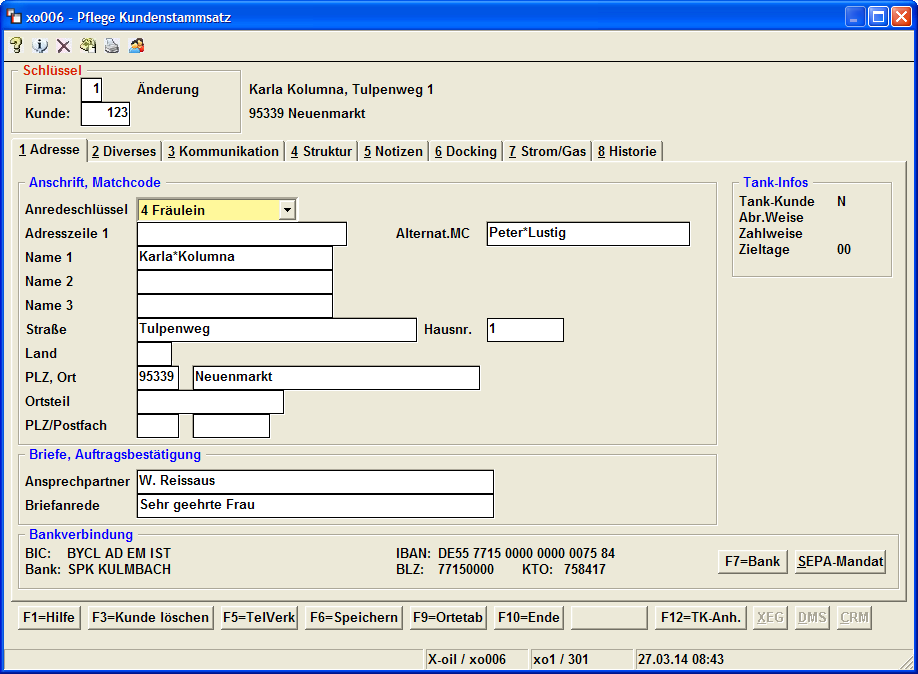 xo006 - Pflege Kundenstammsatz
Schlüssel
Firma: 1 Änderung Karla Kolumna, Tulpenweg 1
Kunde: 123 95339 Neuenmarkt
1 Adresse 2 Diverses 3 Kommunikation 4 Struktur 5 Notizen 6 Docking 7 Strom/Gas 8 Historie
Anschrift, Matchcode Tank-Infos
Anredeschlüssel 4 Fräulein Tank-Kunde N
Abr.Weise
Adresszeile 1 Alternat.MC Peter*Lustig Zahlweise
Zieltage 00
Name 1 Karla*Kolumna
Name 2
Name 3
Straße Tulpenweg Hausnr. 1
Land
PLZ, Ort 95339 Neuenmarkt
Ortsteil
PLZ/Postfach
Briefe, Auftragsbestätigung
Ansprechpartner W. Reissaus
Briefanrede Sehr geehrte Frau
Bankverbindung
BIC: BYCL AD EM IST IBAN: DE55 7715 0000 0000 0075 84
Bank: SPK KULMBACH BLZ: 77150000 KTO: 758417
F7=Bank SEPA-Mandat
F1=Hilfe F3=Kunde löschen F5=TelVerk F6=Speichern F9=Ortetab F10=Ende F12=TK-Anh. XEG DMS CRM
X-oil / xo006 xo1 / 301 27.03.14 08:43